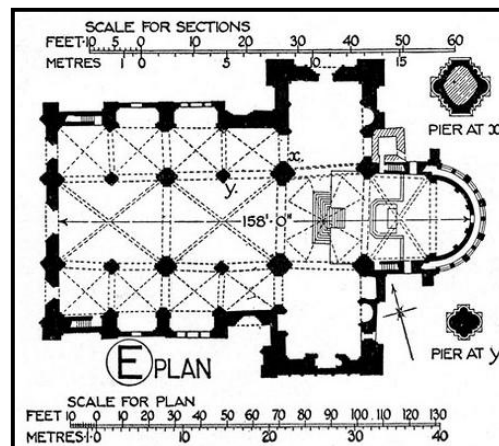 SCALE FOR SECTIONS
FEET·10 5 0 10 20 30 40 50 60
METRES 1 0 5 10 15
PIER AT x
x.
y.
158'·0"
E PLAN
PIER AT y
SCALE FOR PLAN
FEET 10 0 10 20 30 40 50 60 70 80 90 100 110 120 130
METRES·1·0 10 20 30 40